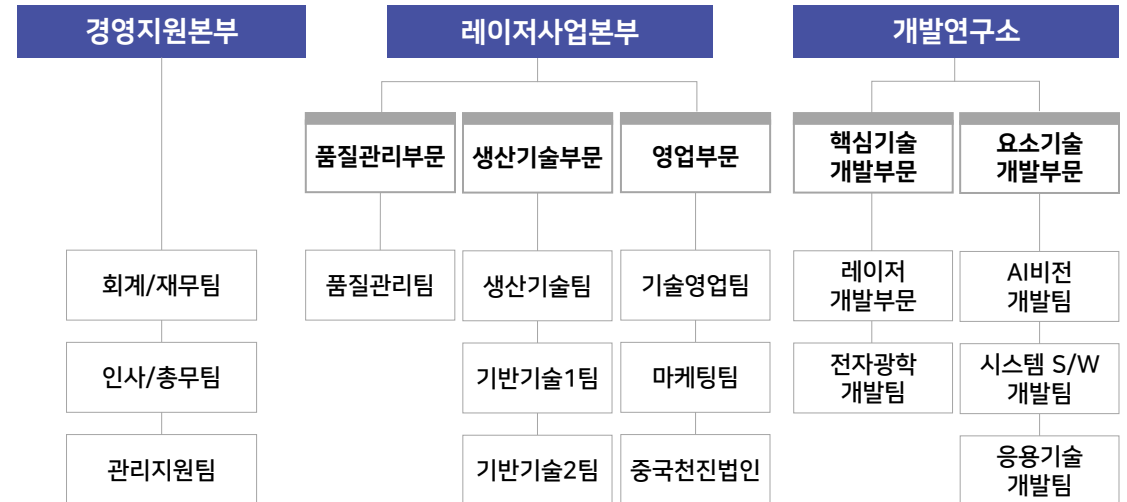 경영지원본부
레이저사업본부
개발연구소
품질관리부문
생산기술부문
영업부문
핵심기술
개발부문
요소기술
개발부문
회계/재무팀
품질관리팀
생산기술팀
기술영업팀
레이저
개발부문
AI비전
개발팀
인사/총무팀
기반기술1팀
마케팅팀
전자광학
개발팀
시스템 S/W
개발팀
관리지원팀
기반기술2팀
중국천진법인
응용기술
개발팀